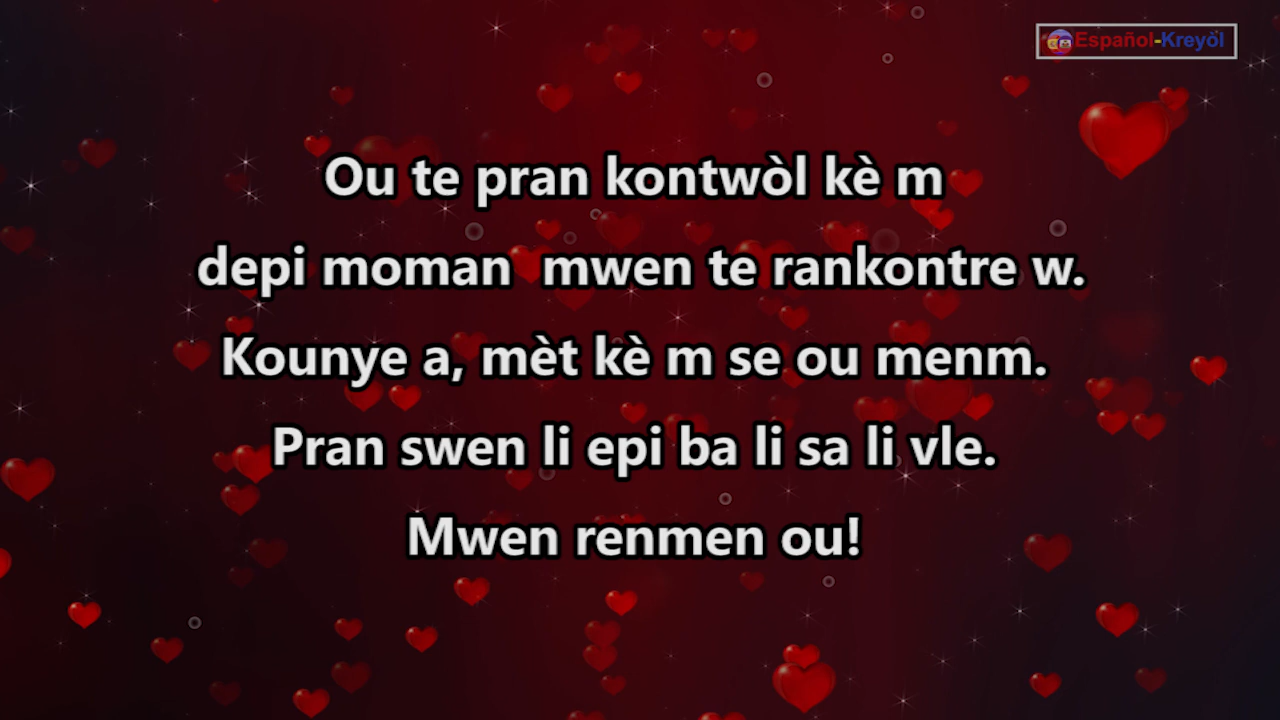 Español-Kreyòl
Ou te pran kontwòl kè m
depi moman mwen te rankontre w.
Kounye a, mèt kè m se ou menm.
Pran swen li epi ba li sa li vle.
Mwen renmen ou!